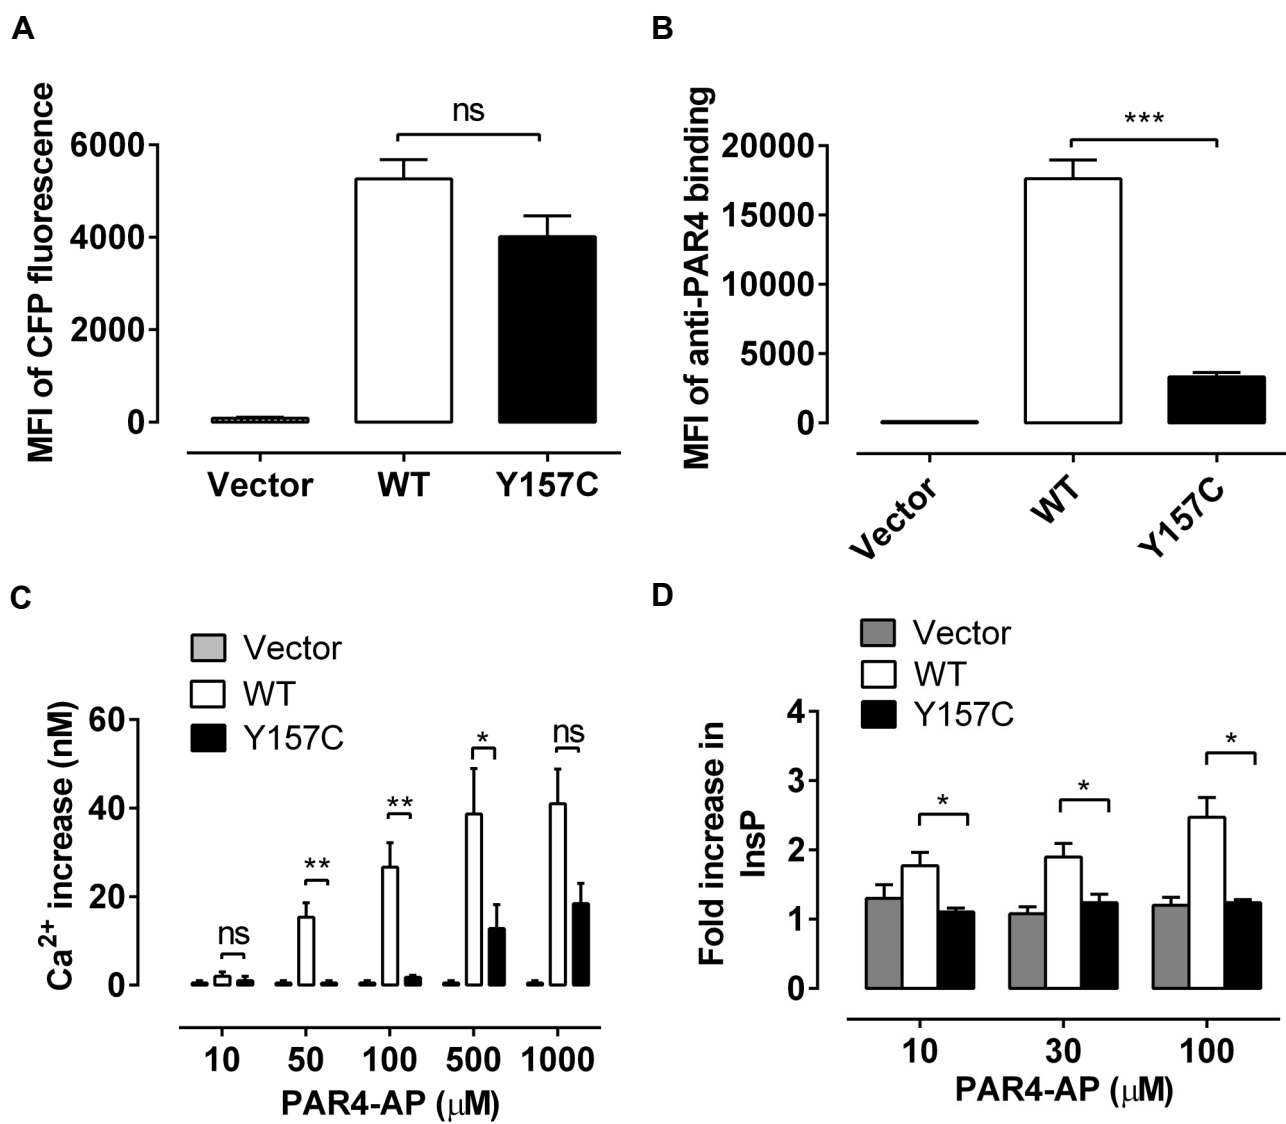 A
MFI of CFP fluorescence
6000
4000
2000
0
ns
Vector WT Y157C
B
MFI of anti-PAR4 binding
20000
15000
10000
5000
0
***
Vector WT Y157C
C
Vector
WT
Y157C
Ca2+ increase (nM)
60
40
20
0
ns ** ** * ns
10 50 100 500 1000
PAR4-AP (μM)
D
Vector
WT
Y157C
Fold increase in
InsP
4
3
2
1
0
* * *
10 30 100
PAR4-AP (μM)